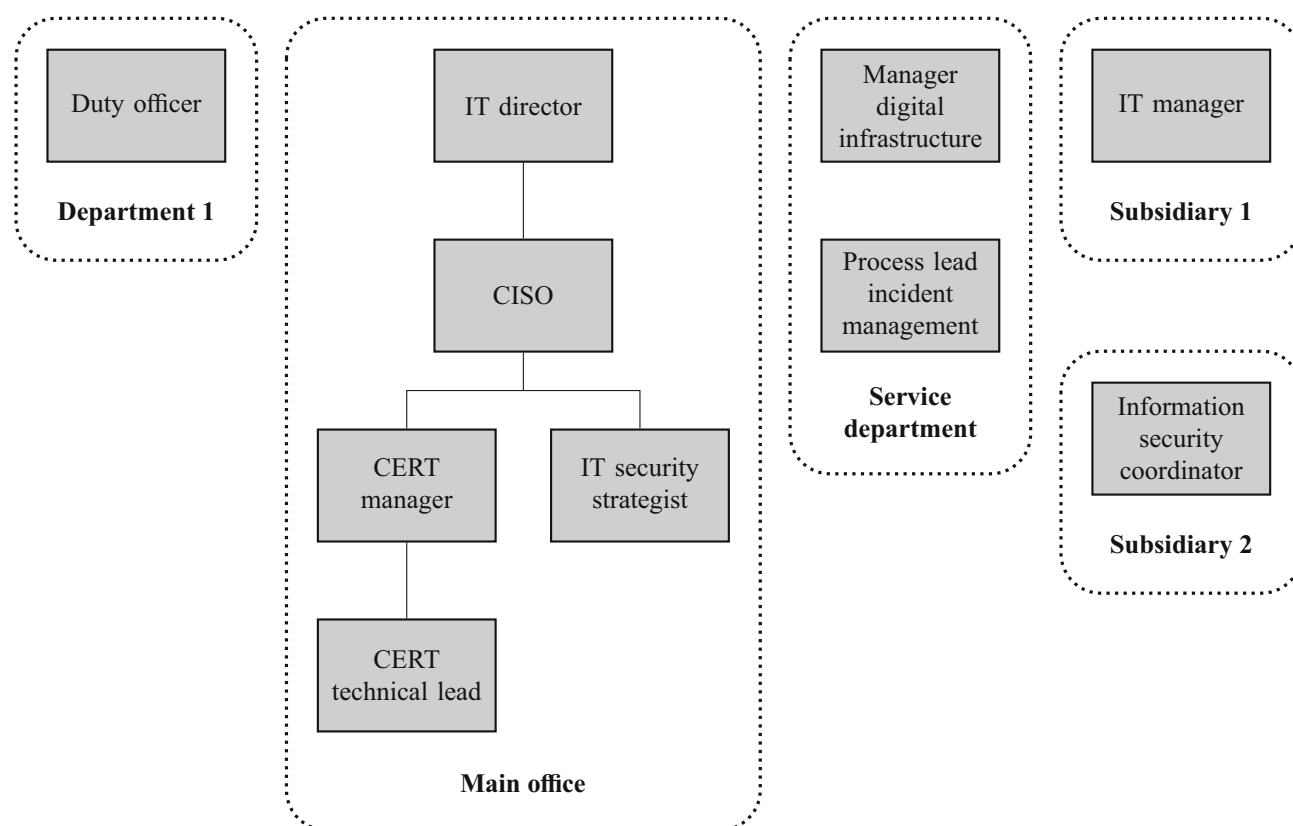 Duty officer
Department 1
IT director
CISO
CERT
manager
IT security
strategist
CERT
technical lead
Main office
Manager
digital
infrastructure
Process lead
incident
management
Service
department
IT manager
Subsidiary 1
Information
security
coordinator
Subsidiary 2